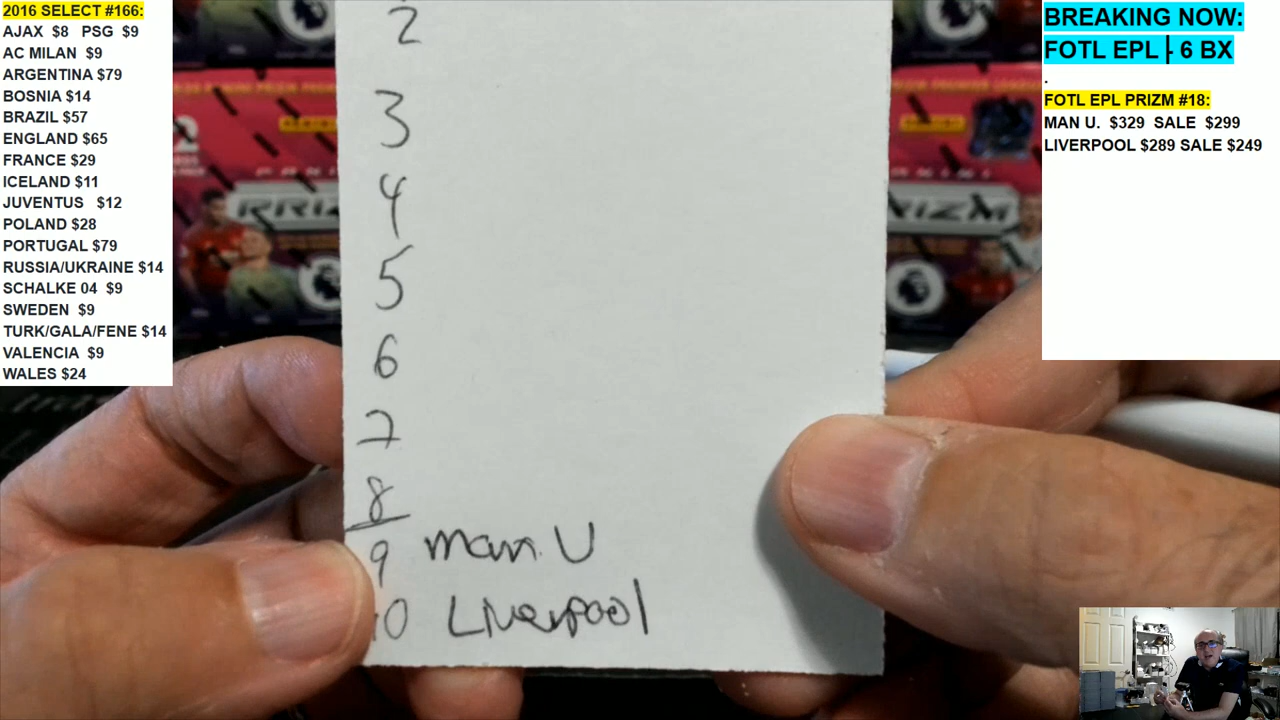 2016 SELECT #166:
AJAX $8 PSG $9
AC MILAN $9
ARGENTINA $79
BOSNIA $14
BRAZIL $57
ENGLAND $65
FRANCE $29
ICELAND $11
JUVENTUS $12
POLAND $28
PORTUGAL $79
RUSSIA/UKRAINE $14
SCHALKE 04 $9
SWEDEN $9
TURK/GALA/FENE $14
VALENCIA $9
WALES $24
2
3
4
5
6
7
8
9 Man U
10 Liverpool
PRIZM
BREAKING NOW:
FOTL EPL - 6 BX
.
FOTL EPL PRIZM #18:
MAN U. $329 SALE $299
LIVERPOOL $289 SALE $249